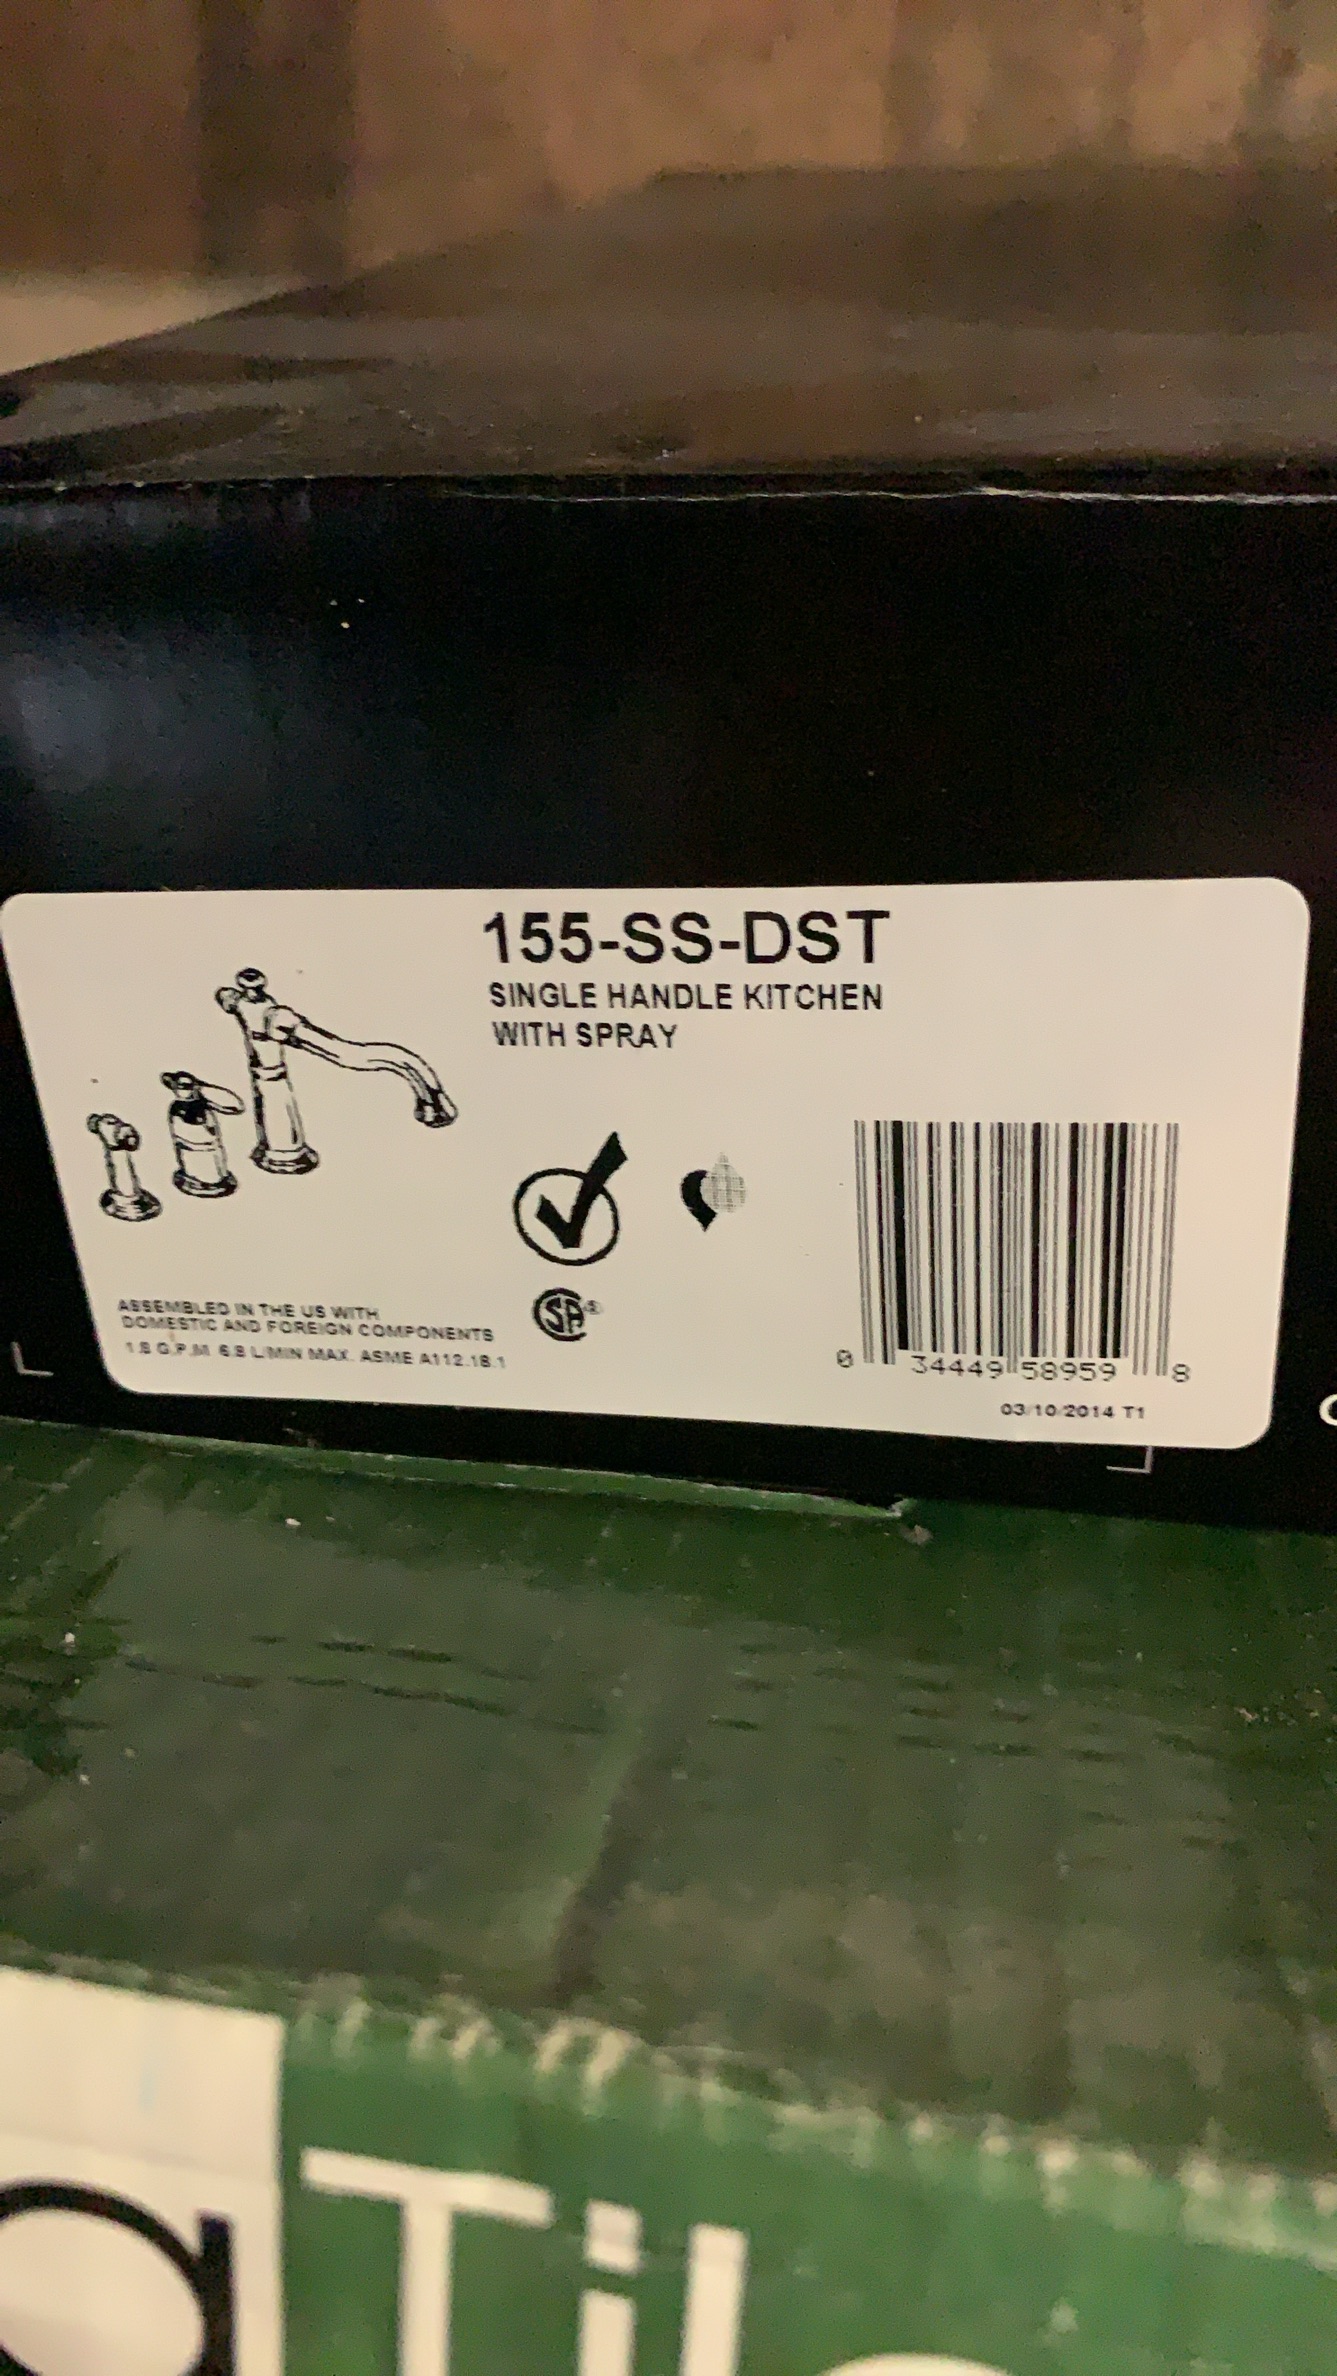 155-SS-DST
SINGLE HANDLE KITCHEN
WITH SPRAY
ASSEMBLED IN THE US WITH
DOMESTIC AND FOREIGN COMPONENTS
1.8 G.P.M 6.8 L/MIN MAX. ASME A112.18.1
SA®
0 34449 58959 8
03/10/2014 T1
a Til